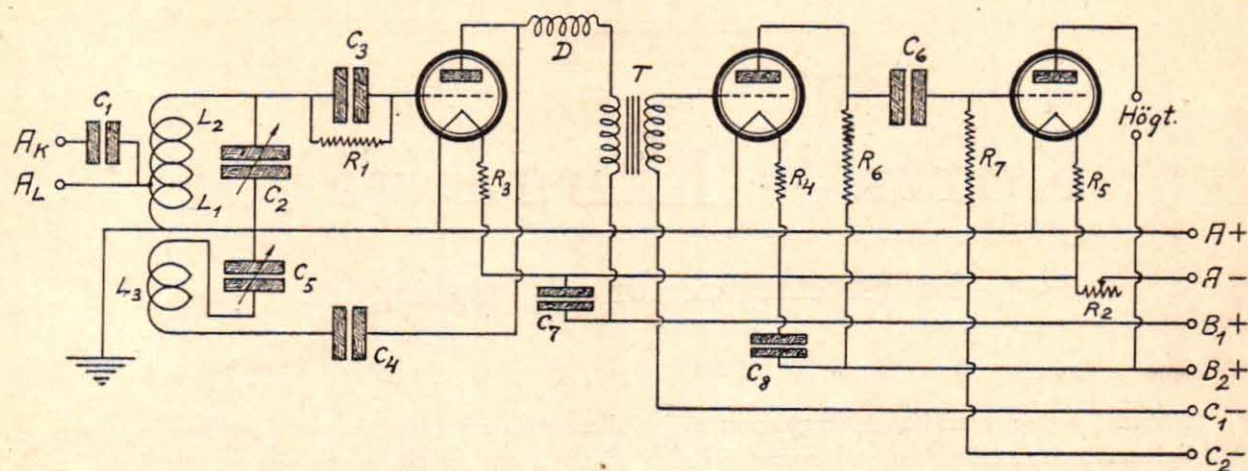 C3
D
T
C6
C1
L2
Högt.
AK
R1
AL
L1
C2
R3
R4
R6
R7
R5
A+
L3
C5
A−
C7
R2
B1+
C4
C8
B2+
C1−
C2−